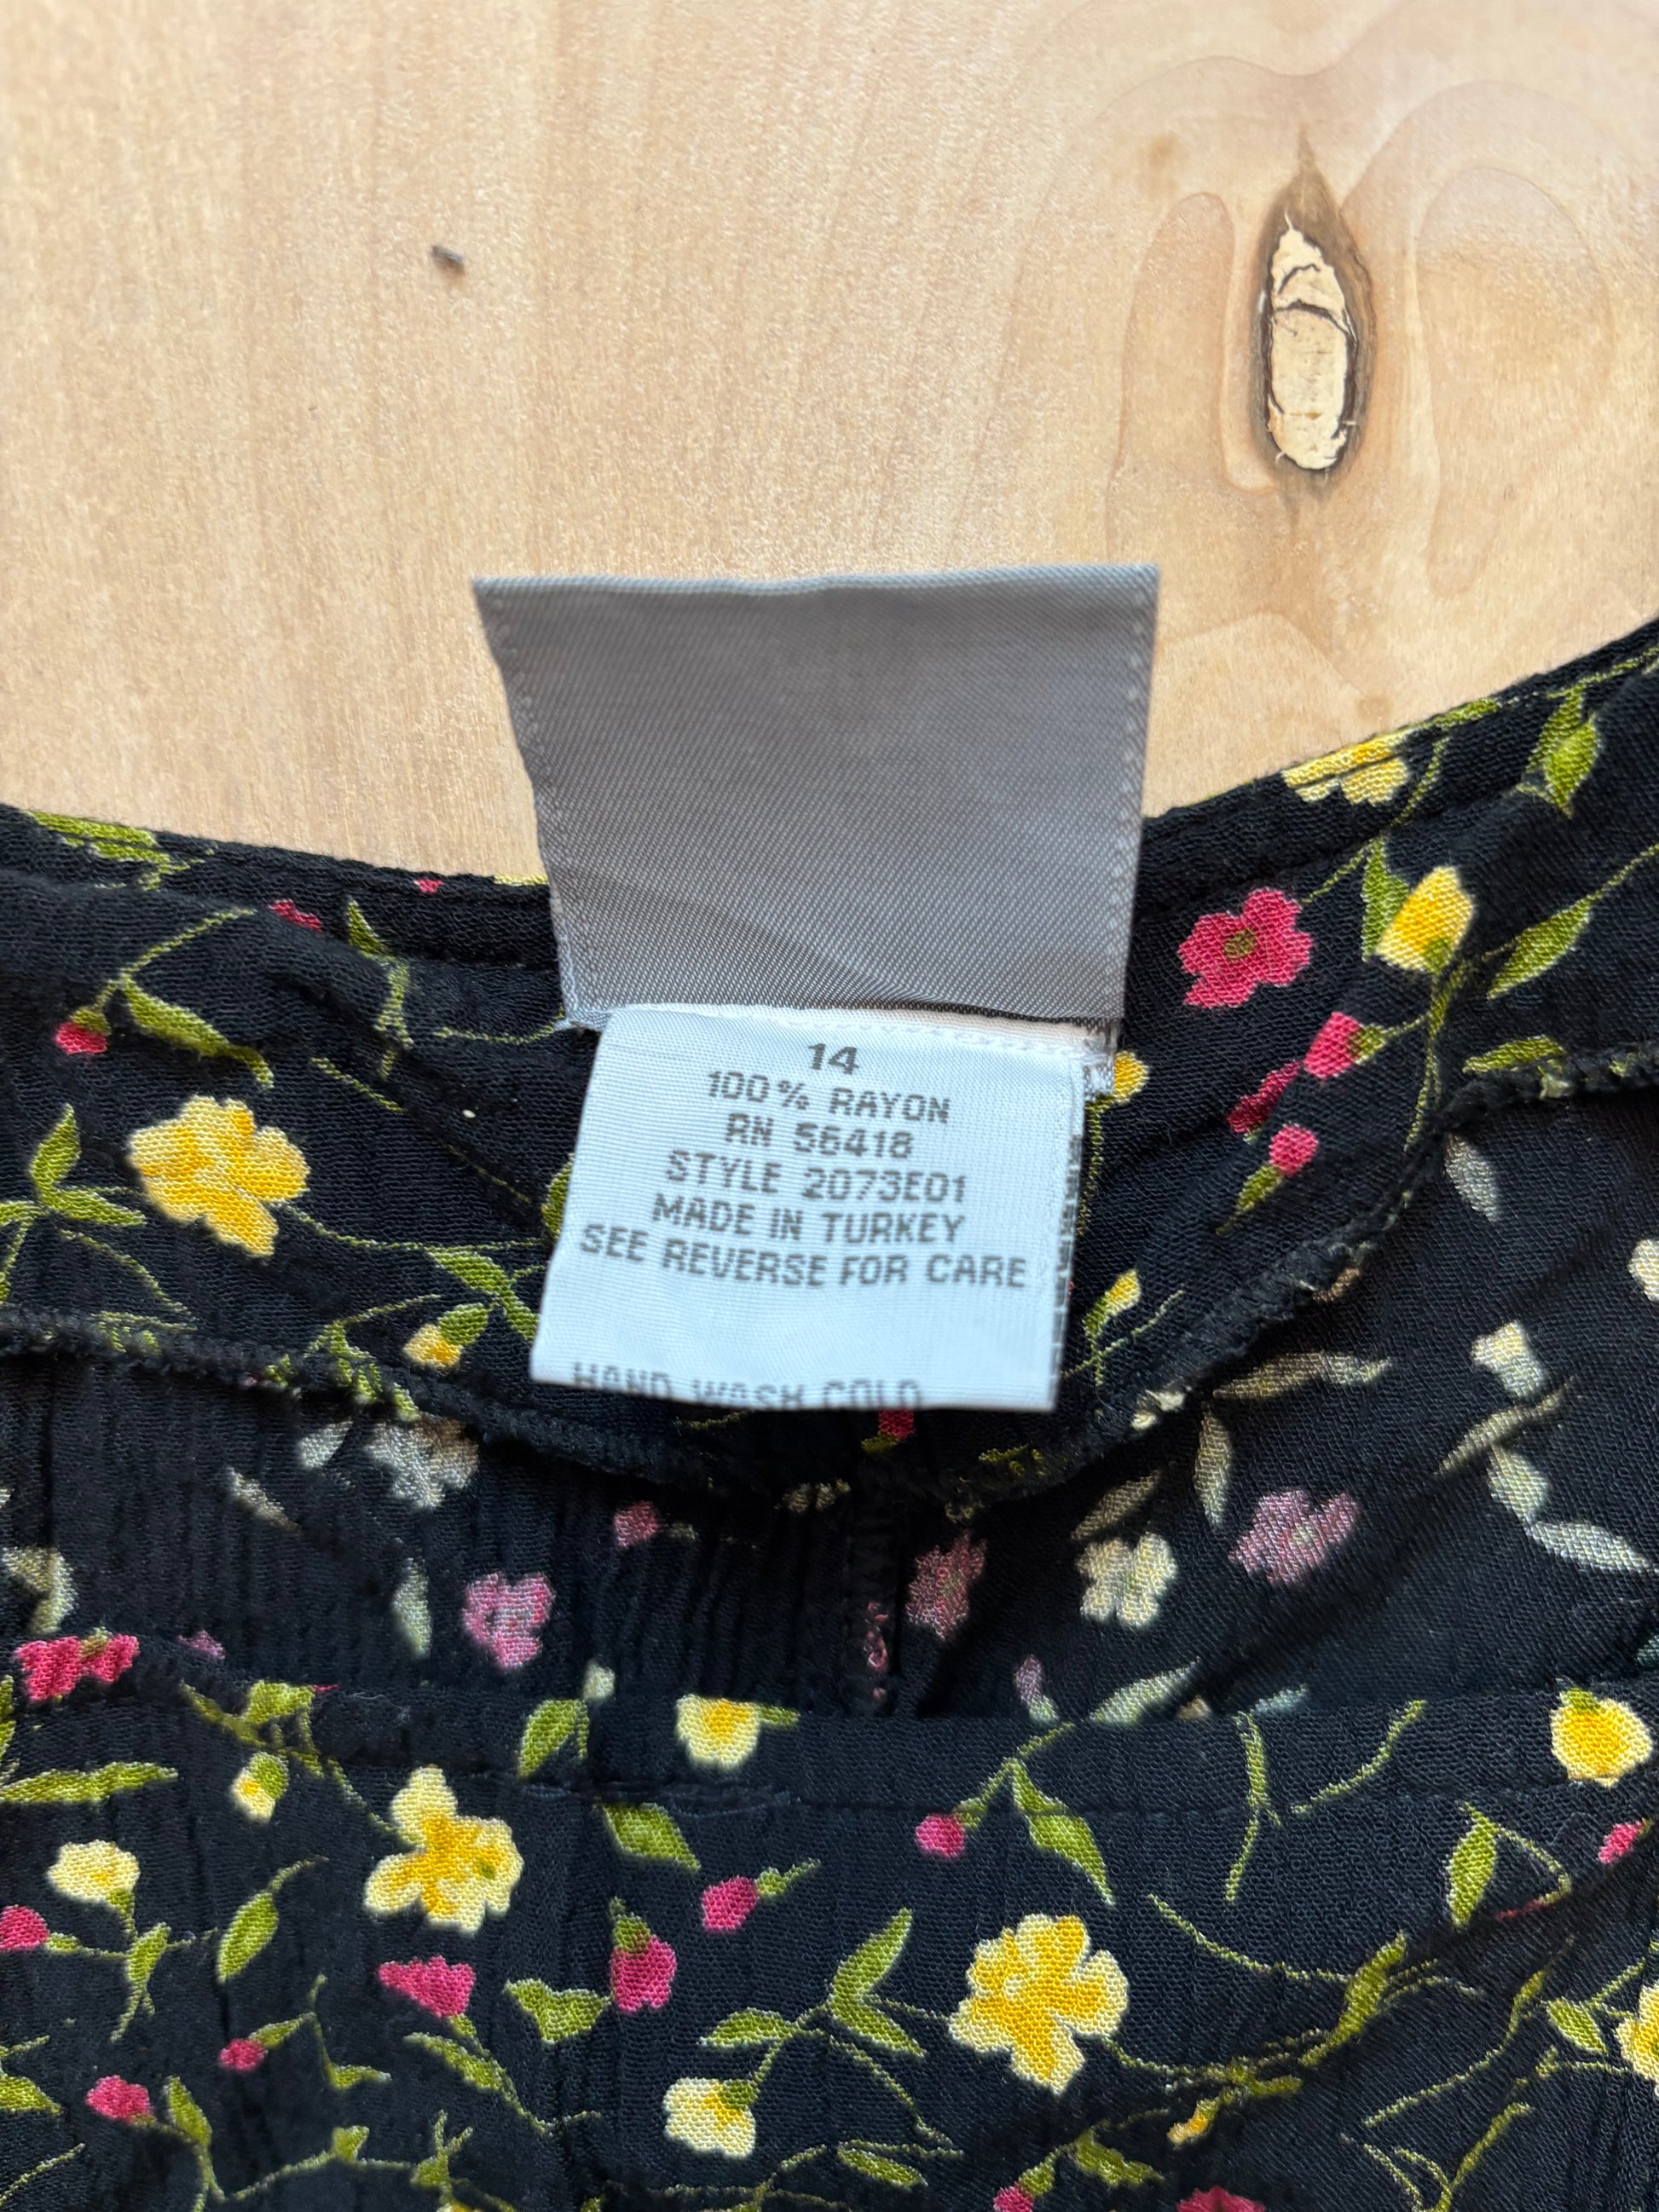 14
100% RAYON
RN 56418
STYLE 2073E01
MADE IN TURKEY
SEE REVERSE FOR CARE
HAND WASH COLD